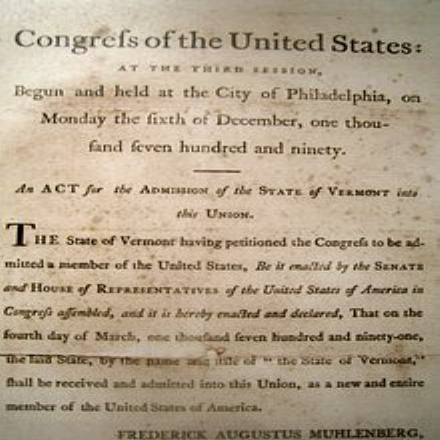 Congreſs of the United States:
AT THE THIRD SESSION,
Begun and held at the City of Philadelphia, on
Monday the ſixth of December, one thou-
ſand ſeven hundred and ninety.
An ACT for the ADMISSION of the STATE of VERMONT into
this UNION.
THE State of Vermont having petitioned the Congreſs to be ad-
mitted a member of the United States, Be it enacted by the SENATE
and HOUSE of REPRESENTATIVES of the United States of America in
Congreſs aſſembled, and it is hereby enacted and declared, That on the
fourth day of March, one thouſand ſeven hundred and ninety-one,
the ſaid State, by the name and title of " the State of Vermont,"
ſhall be received and admitted into this Union, as a new and entire
member of the United States of America.
FREDERICK AUGUSTUS MUHLENBERG,